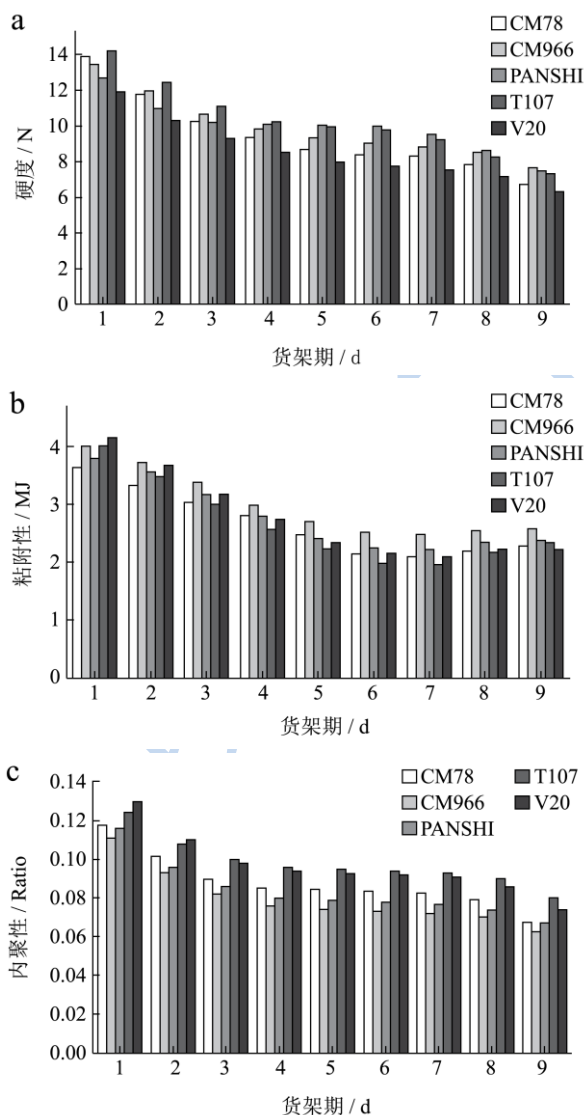 a
CM78
CM966
PANSHI
T107
V20
14
12
10
8
6
4
2
0
硬度 / N
1 2 3 4 5 6 7 8 9
货架期 / d
b
CM78
CM966
PANSHI
T107
V20
4
3
2
1
0
粘附性 / MJ
1 2 3 4 5 6 7 8 9
货架期 / d
c
CM78 T107
CM966 V20
PANSHI
0.14
0.12
0.10
0.08
0.06
0.04
0.02
0.00
内聚性 / Ratio
1 2 3 4 5 6 7 8 9
货架期 / d